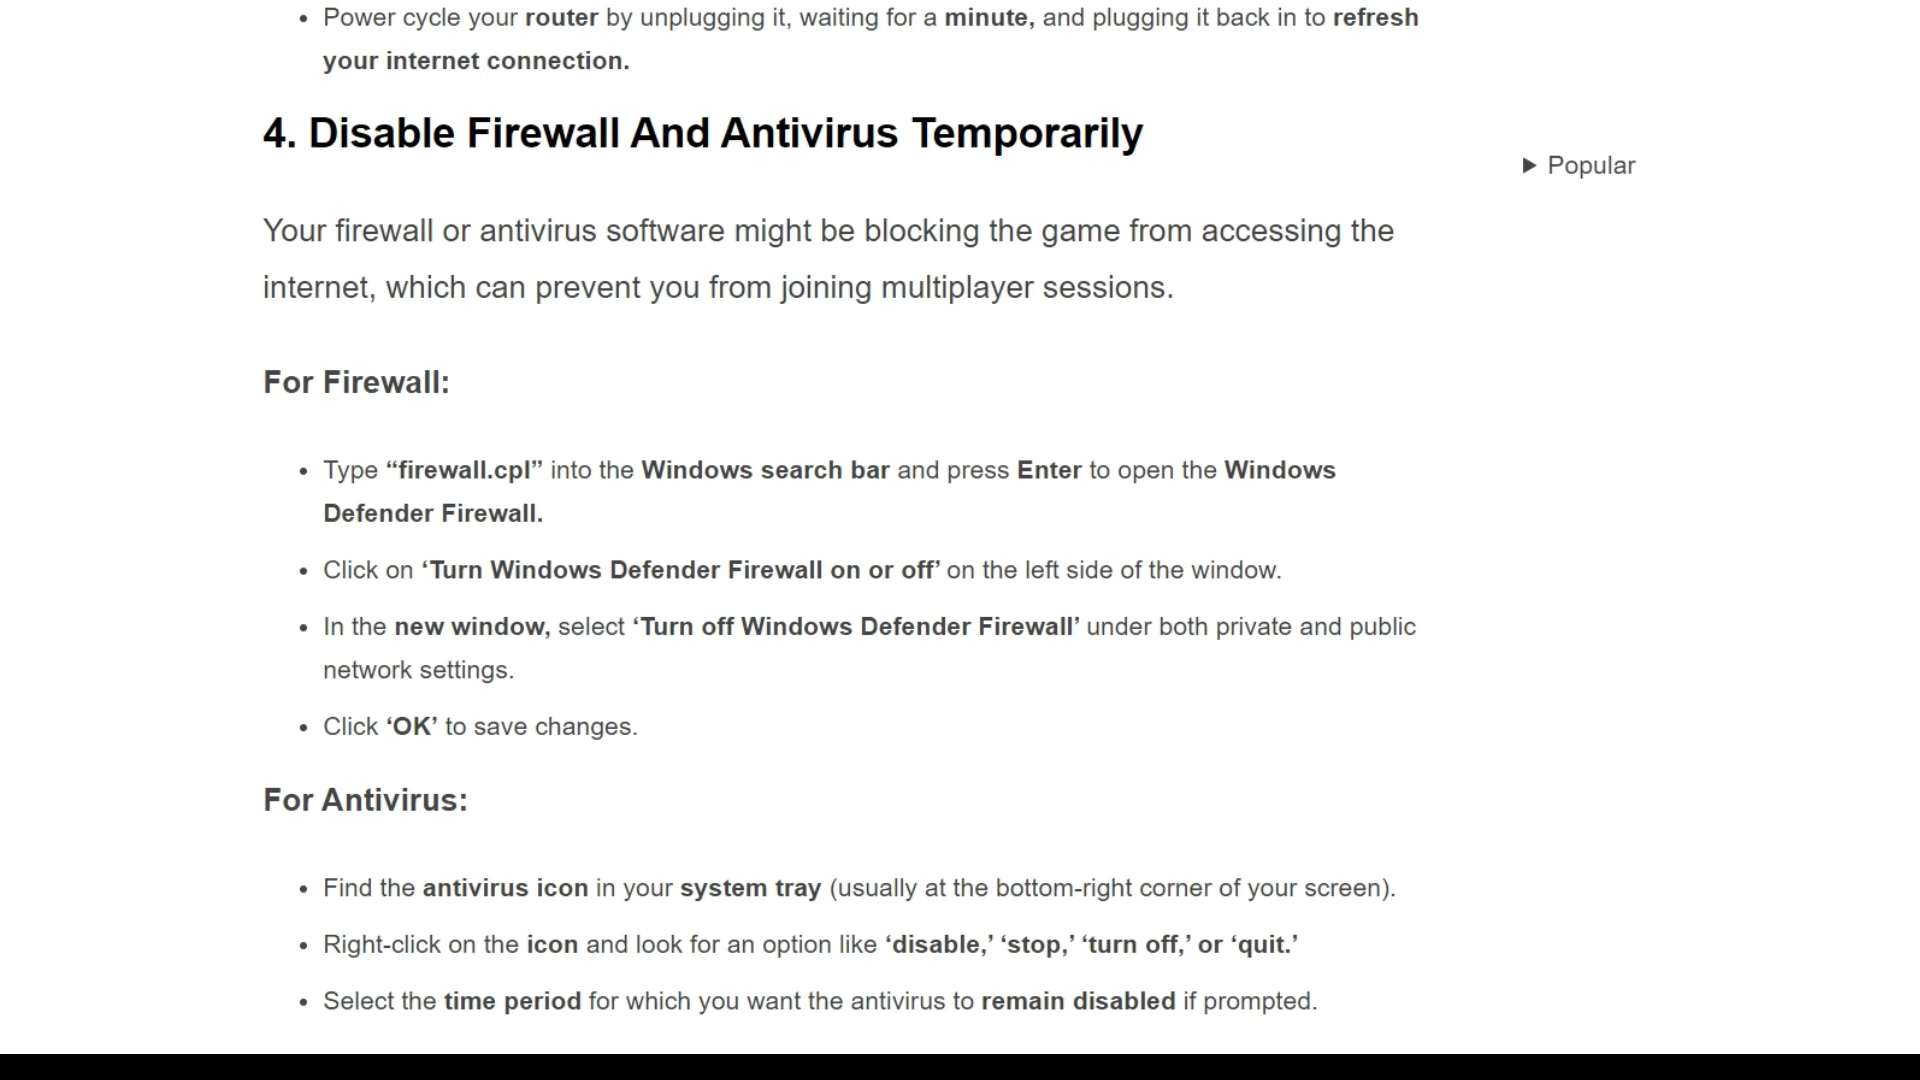 • Power cycle your router by unplugging it, waiting for a minute, and plugging it back in to refresh
your internet connection.
4. Disable Firewall And Antivirus Temporarily
▶ Popular
Your firewall or antivirus software might be blocking the game from accessing the
internet, which can prevent you from joining multiplayer sessions.
For Firewall:
• Type “firewall.cpl” into the Windows search bar and press Enter to open the Windows
Defender Firewall.
• Click on ‘Turn Windows Defender Firewall on or off’ on the left side of the window.
• In the new window, select ‘Turn off Windows Defender Firewall’ under both private and public
network settings.
• Click ‘OK’ to save changes.
For Antivirus:
• Find the antivirus icon in your system tray (usually at the bottom-right corner of your screen).
• Right-click on the icon and look for an option like ‘disable,’ ‘stop,’ ‘turn off,’ or ‘quit.’
• Select the time period for which you want the antivirus to remain disabled if prompted.